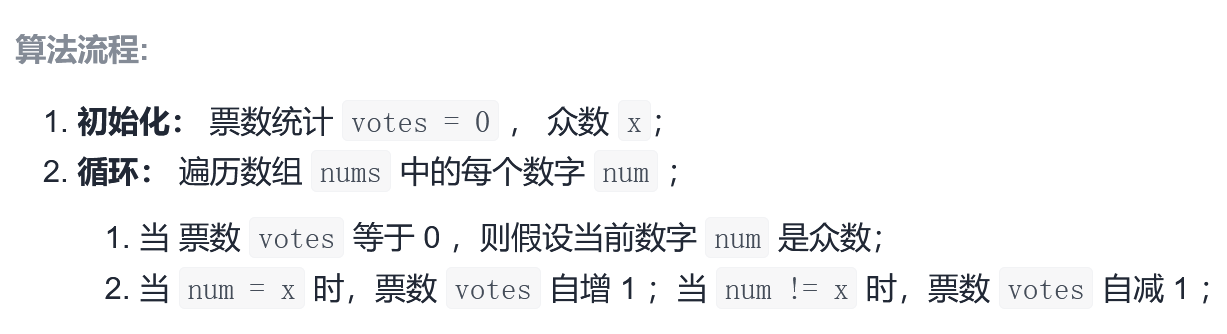 算法流程:
1. 初始化： 票数统计 votes = 0 ， 众数 x ；
2. 循环： 遍历数组 nums 中的每个数字 num ；
1. 当 票数 votes 等于 0 ，则假设当前数字 num 是众数；
2. 当 num = x 时，票数 votes 自增 1 ；当 num != x 时，票数 votes 自减 1 ；